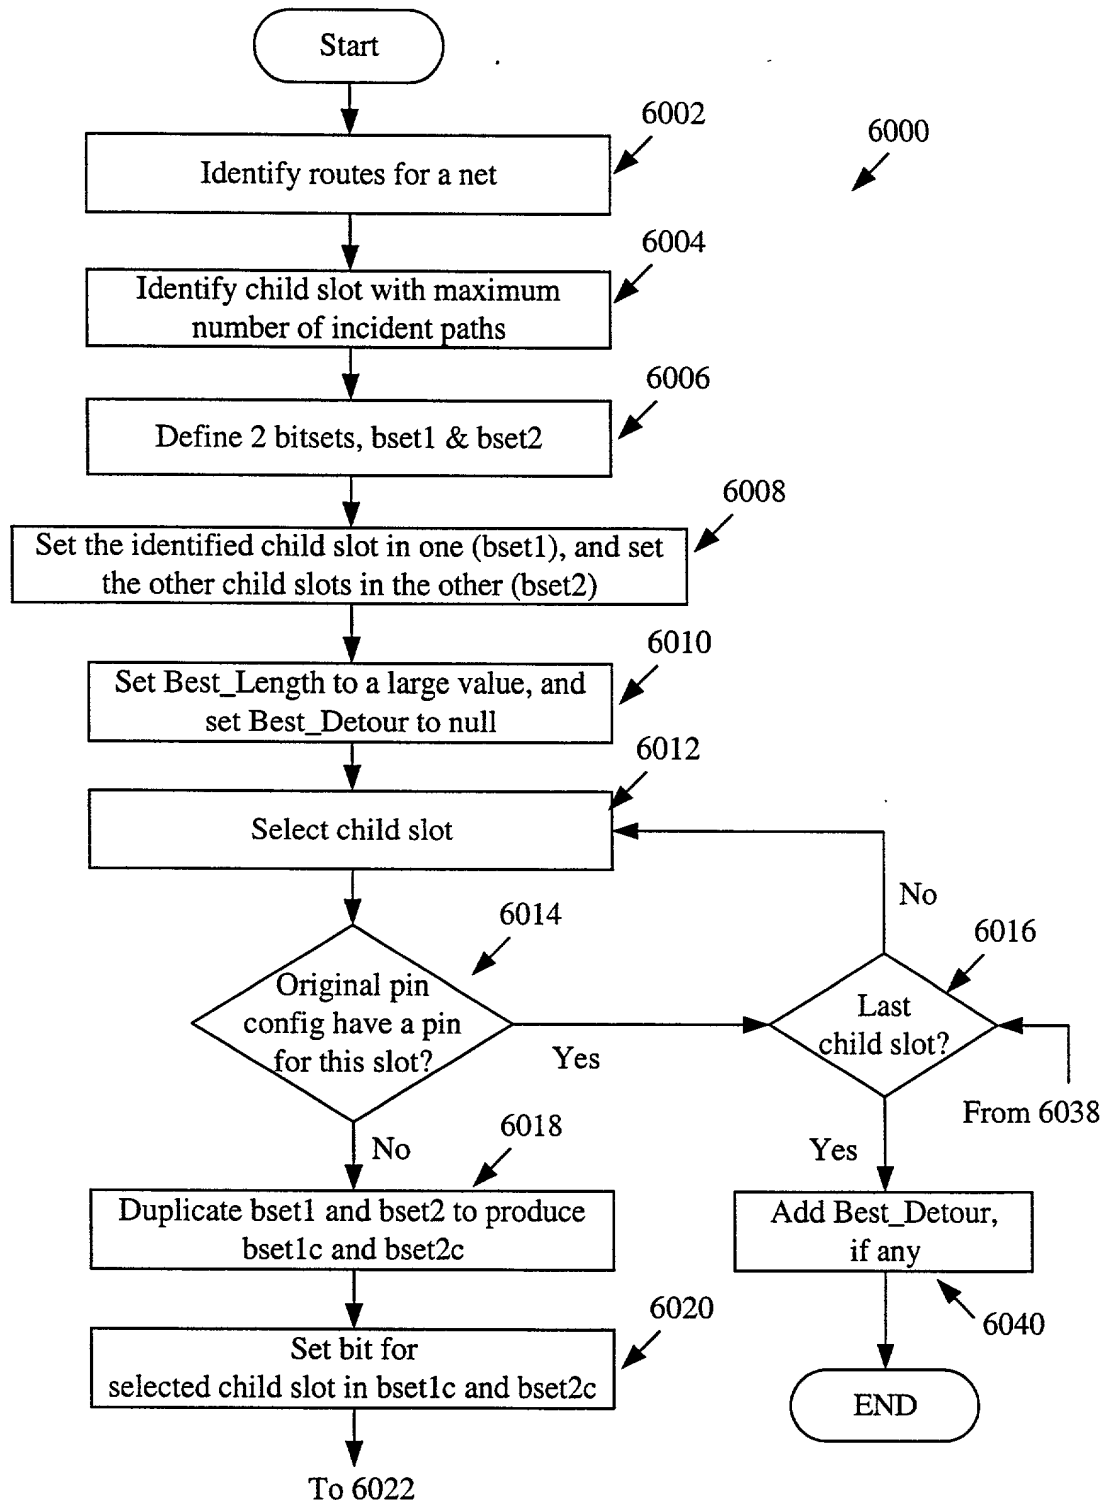 Start
6002
6000
Identify routes for a net
6004
Identify child slot with maximum
number of incident paths
6006
Define 2 bitsets, bset1 & bset2
6008
Set the identified child slot in one (bset1), and set
the other child slots in the other (bset2)
6010
Set Best_Length to a large value, and
set Best_Detour to null
6012
Select child slot
No
6014
6016
Original pin
config have a pin
for this slot?
Yes
Last
child slot?
From 6038
No
6018
Yes
Duplicate bset1 and bset2 to produce
bset1c and bset2c
Add Best_Detour,
if any
6020
6040
Set bit for
selected child slot in bset1c and bset2c
END
To 6022